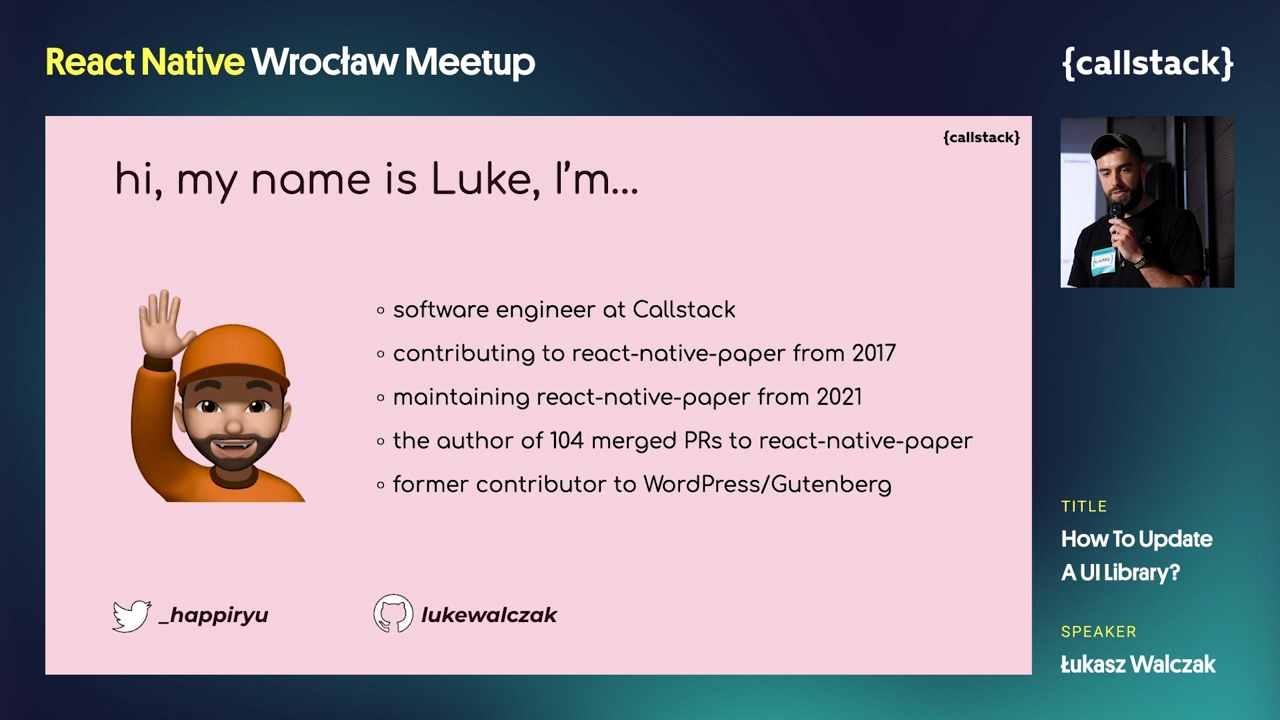 React Native Wrocław Meetup
{callstack}
{callstack}
hi, my name is Luke, I'm...
◦ software engineer at Callstack
◦ contributing to react-native-paper from 2017
◦ maintaining react-native-paper from 2021
◦ the author of 104 merged PRs to react-native-paper
◦ former contributor to WordPress/Gutenberg
_happiryu
lukewalczak
TITLE
How To Update
A UI Library?
SPEAKER
Łukasz Walczak